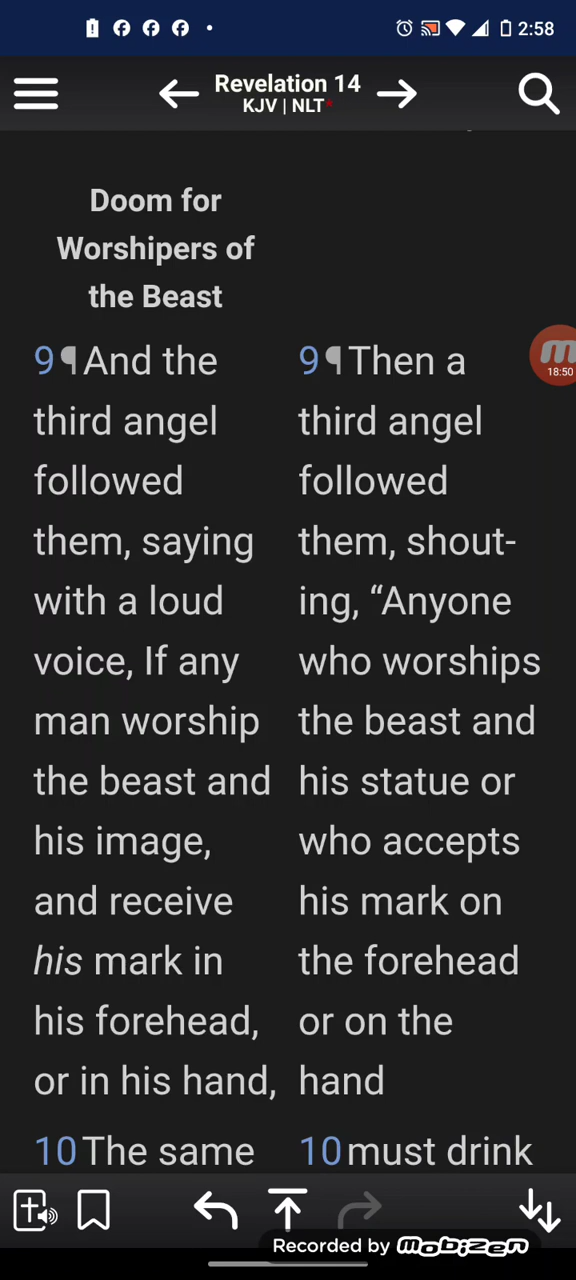 2:58
Revelation 14
KJV | NLT*
Doom for
Worshipers of
the Beast
9 ¶ And the
third angel
followed
them, saying
with a loud
voice, If any
man worship
the beast and
his image,
and receive
his mark in
his forehead,
or in his hand,
10 The same
9 ¶ Then a
third angel
followed
them, shout-
ing, “Anyone
who worships
the beast and
his statue or
who accepts
his mark on
the forehead
or on the
hand
10 must drink
m
18:50
Recorded by mobizen